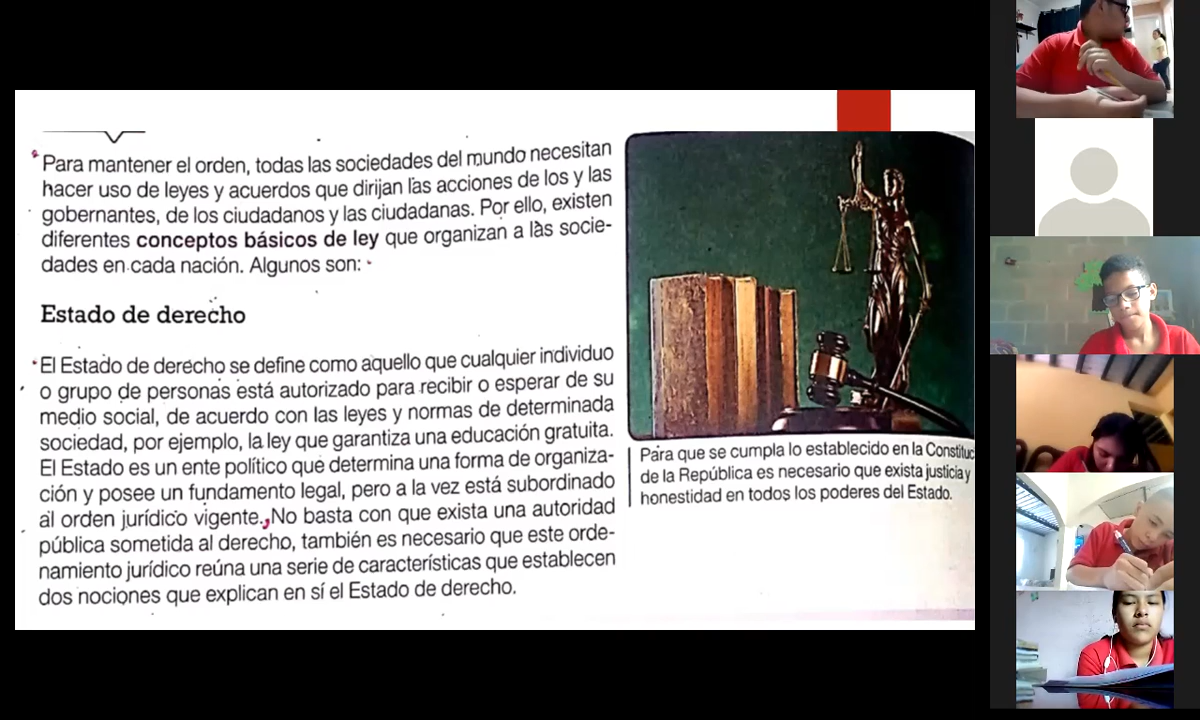 Para mantener el orden, todas las sociedades del mundo necesitan
hacer uso de leyes y acuerdos que dirijan las acciones de los y las
gobernantes, de los ciudadanos y las ciudadanas. Por ello, existen
diferentes conceptos básicos de ley que organizan a las socie-
dades en cada nación. Algunos son:
Estado de derecho
El Estado de derecho se define como aquello que cualquier individuo
o grupo de personas está autorizado para recibir o esperar de su
medio social, de acuerdo con las leyes y normas de determinada
sociedad, por ejemplo, la ley que garantiza una educación gratuita.
El Estado es un ente político que determina una forma de organiza-
ción y posee un fundamento legal, pero a la vez está subordinado
al orden jurídico vigente. No basta con que exista una autoridad
pública sometida al derecho, también es necesario que este orde-
namiento jurídico reúna una serie de características que establecen
dos nociones que explican en sí el Estado de derecho.
Para que se cumpla lo establecido en la Constituc
de la República es necesario que exista justicia y
honestidad en todos los poderes del Estado.